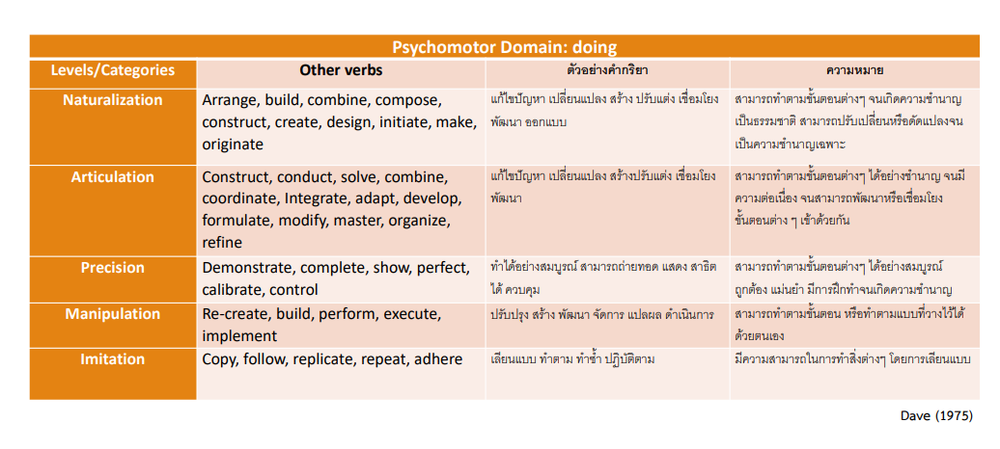 Psychomotor Domain: doing
Levels/Categories
Other verbs
ตัวอย่างคำกริยา
ความหมาย
Naturalization
Arrange, build, combine, compose,
construct, create, design, initiate, make,
originate
แก้ไขปัญหา เปลี่ยนแปลง สร้าง ปรับแต่ง เชื่อมโยง
พัฒนา ออกแบบ
สามารถทำตามขั้นตอนต่างๆ จนเกิดความชำนาญ
เป็นธรรมชาติ สามารถปรับเปลี่ยนหรือดัดแปลงจน
เป็นความชำนาญเฉพาะ
Articulation
Construct, conduct, solve, combine,
coordinate, Integrate, adapt, develop,
formulate, modify, master, organize,
refine
แก้ไขปัญหา เปลี่ยนแปลง สร้างปรับแต่ง เชื่อมโยง
พัฒนา
สามารถทำตามขั้นตอนต่างๆ ได้อย่างชำนาญ จนมี
ความต่อเนื่อง จนสามารถพัฒนาหรือเชื่อมโยง
ขั้นตอนต่าง ๆ เข้าด้วยกัน
Precision
Demonstrate, complete, show, perfect,
calibrate, control
ทำได้อย่างสมบูรณ์ สามารถถ่ายทอด แสดง สาธิต
ได้ ควบคุม
สามารถทำตามขั้นตอนต่างๆ ได้อย่างสมบูรณ์
ถูกต้อง แม่นยำ มีการฝึกทำจนเกิดความชำนาญ
Manipulation
Re-create, build, perform, execute,
implement
ปรับปรุง สร้าง พัฒนา จัดการ แปลผล ดำเนินการ
สามารถทำตามขั้นตอน หรือทำตามแบบที่วางไว้ได้
ด้วยตนเอง
Imitation
Copy, follow, replicate, repeat, adhere
เลียนแบบ ทำตาม ทำซ้ำ ปฏิบัติตาม
มีความสามารถในการทำสิ่งต่างๆ โดยการเลียนแบบ
Dave (1975)